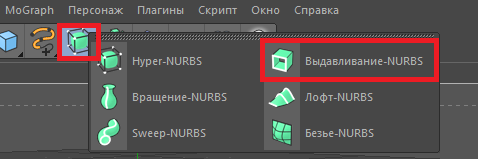 MoGraph Персонаж Плагины Скрипт Окно Справка
Hyper-NURBS Выдавливание-NURBS
Вращение-NURBS Лофт-NURBS
Sweep-NURBS Безье-NURBS